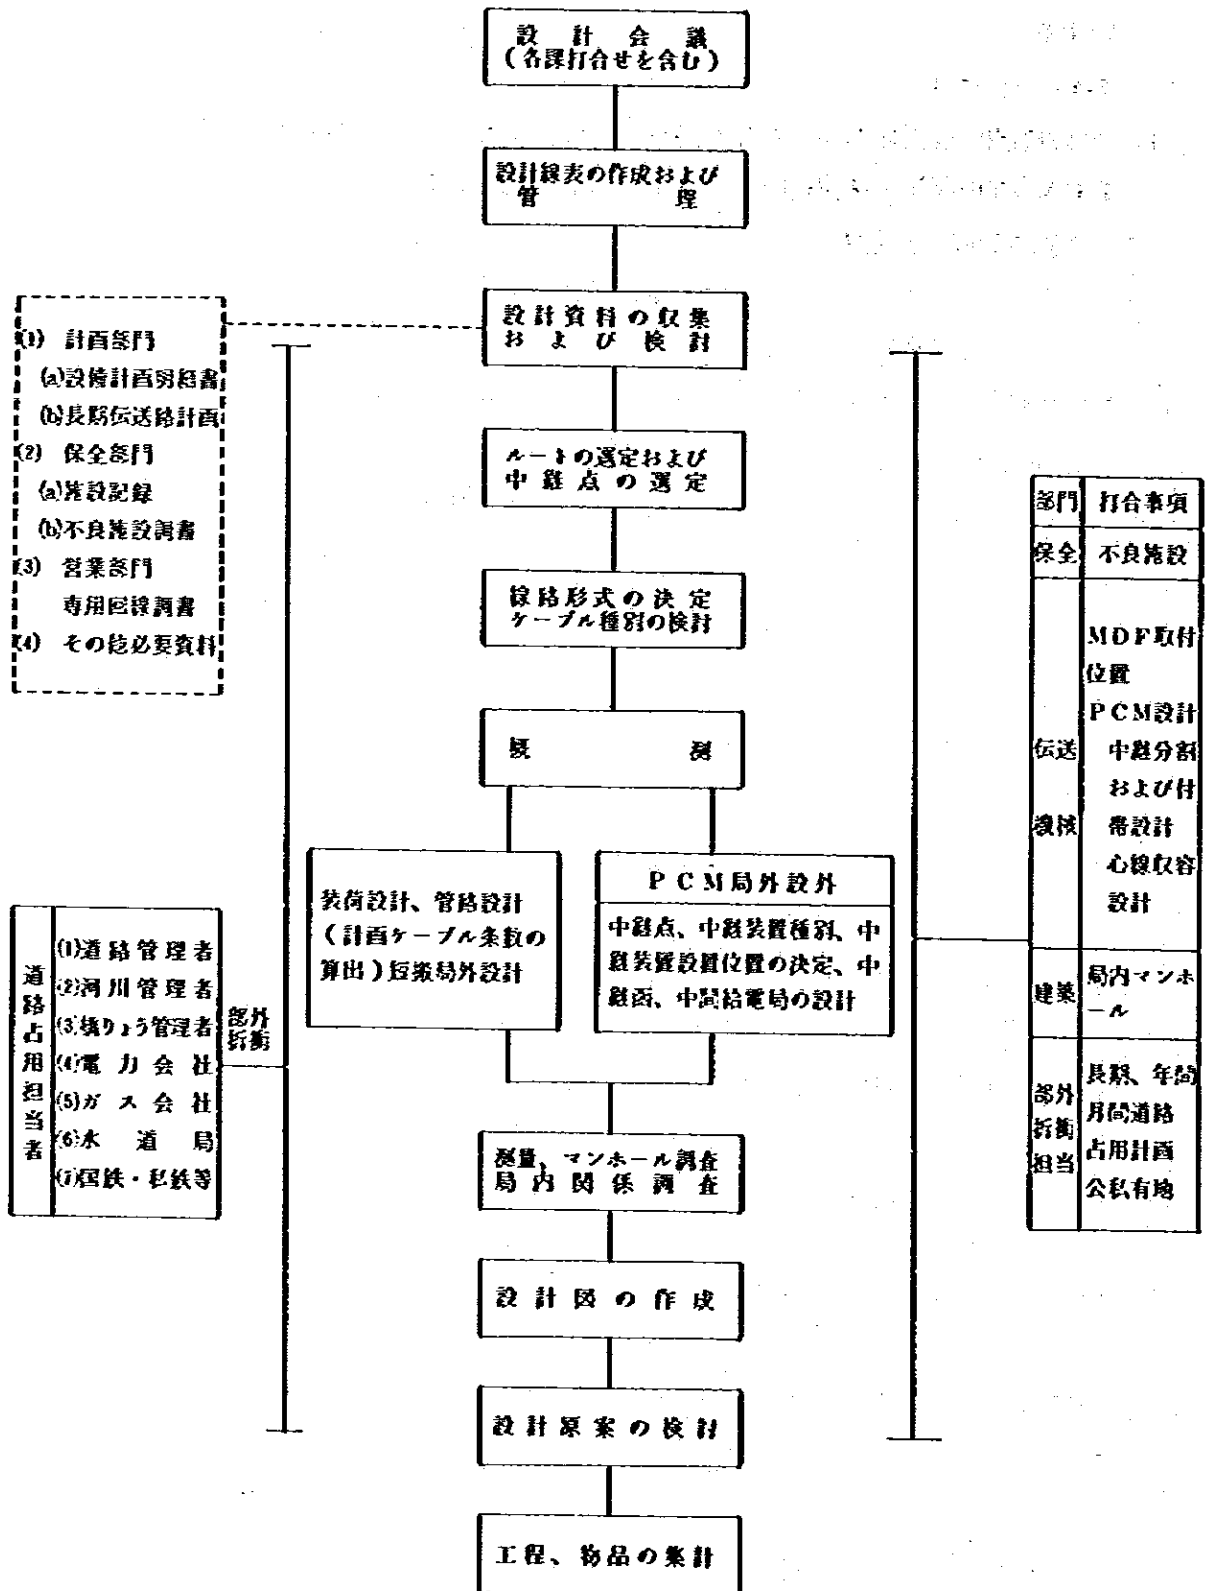 設計会議
(各課打合せを含む)
設計線表の作成および
管理
設計資料の収集
および検討
(1) 計画部門
(a)設備計画明細書
(b)長期伝送路計画
(2) 保全部門
(a)施設記録
(b)不良施設調書
(3) 営業部門
専用回線調書
(4) その他必要資料
ルートの選定および
中継点の選定
線路形式の決定
ケーブル種別の検討
概測
装荷設計、管路設計
(計画ケーブル条数の
算出)短搬局外設計
PCM局外設外
中継点、中継装置種別、中
継装置設置位置の決定、中
継函、中間給電局の設計
道路占用担当者
(1)道路管理者
(2)河川管理者
(3)橋りょう管理者
(4)電力会社
(5)ガス会社
(6)水道局
(7)国鉄・私鉄等
部外
折衝
部門 打合事項
保全 不良施設
伝送
機械
MDF取付
位置
PCM設計
中継分割
および付
帯設計
心線収容
設計
建築
局内マンホ
ール
部外
折衝
担当
長期、年間
月間道路
占用計画
公私有地
測量、マンホール調査
局内関係調査
設計図の作成
設計原案の検討
工程、物品の集計